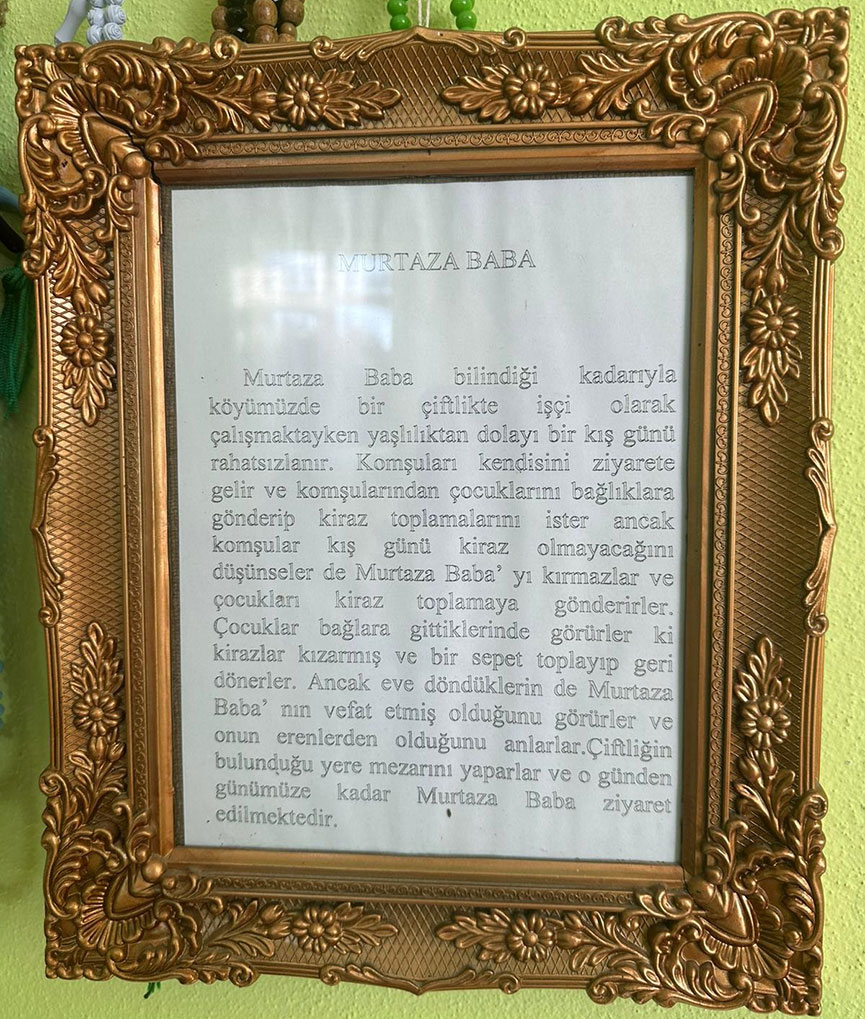 MURTAZA BABA
Murtaza Baba bilindiği kadarıyla
köyümüzde bir çiftlikte işçi olarak
çalışmaktayken yaşlılıktan dolayı bir kış günü
rahatsızlanır. Komşuları kendisini ziyarete
gelir ve komşularından çocuklarını bağlıklara
gönderip kiraz toplamalarını ister ancak
komşular kış günü kiraz olmayacağını
düşünseler de Murtaza Baba’ yı kırmazlar ve
çocukları kiraz toplamaya gönderirler.
Çocuklar bağlara gittiklerinde görürler ki
kirazlar kızarmış ve bir sepet toplayıp geri
dönerler. Ancak eve döndüklerin de Murtaza
Baba’ nın vefat etmiş olduğunu görürler ve
onun erenlerden olduğunu anlarlar.Çiftliğin
bulunduğu yere mezarını yaparlar ve o günden
günümüze kadar Murtaza Baba ziyaret
edilmektedir.